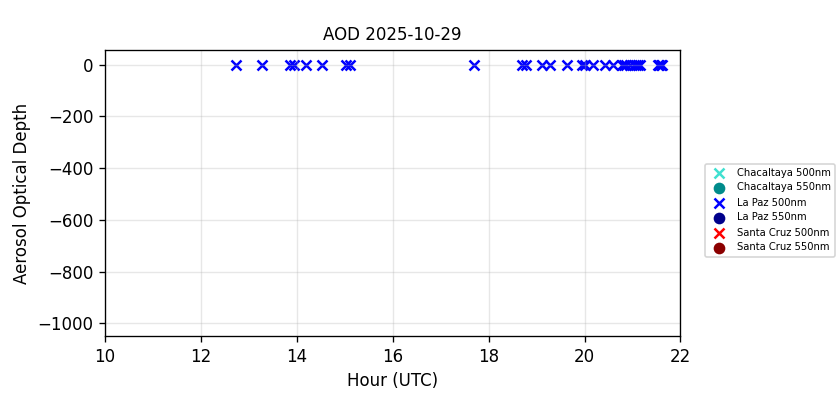 AOD 2025-10-29
Aerosol Optical Depth
0
−200
−400
−600
−800
−1000
10 12 14 16 18 20 22
Hour (UTC)
Chacaltaya 500nm
Chacaltaya 550nm
La Paz 500nm
La Paz 550nm
Santa Cruz 500nm
Santa Cruz 550nm